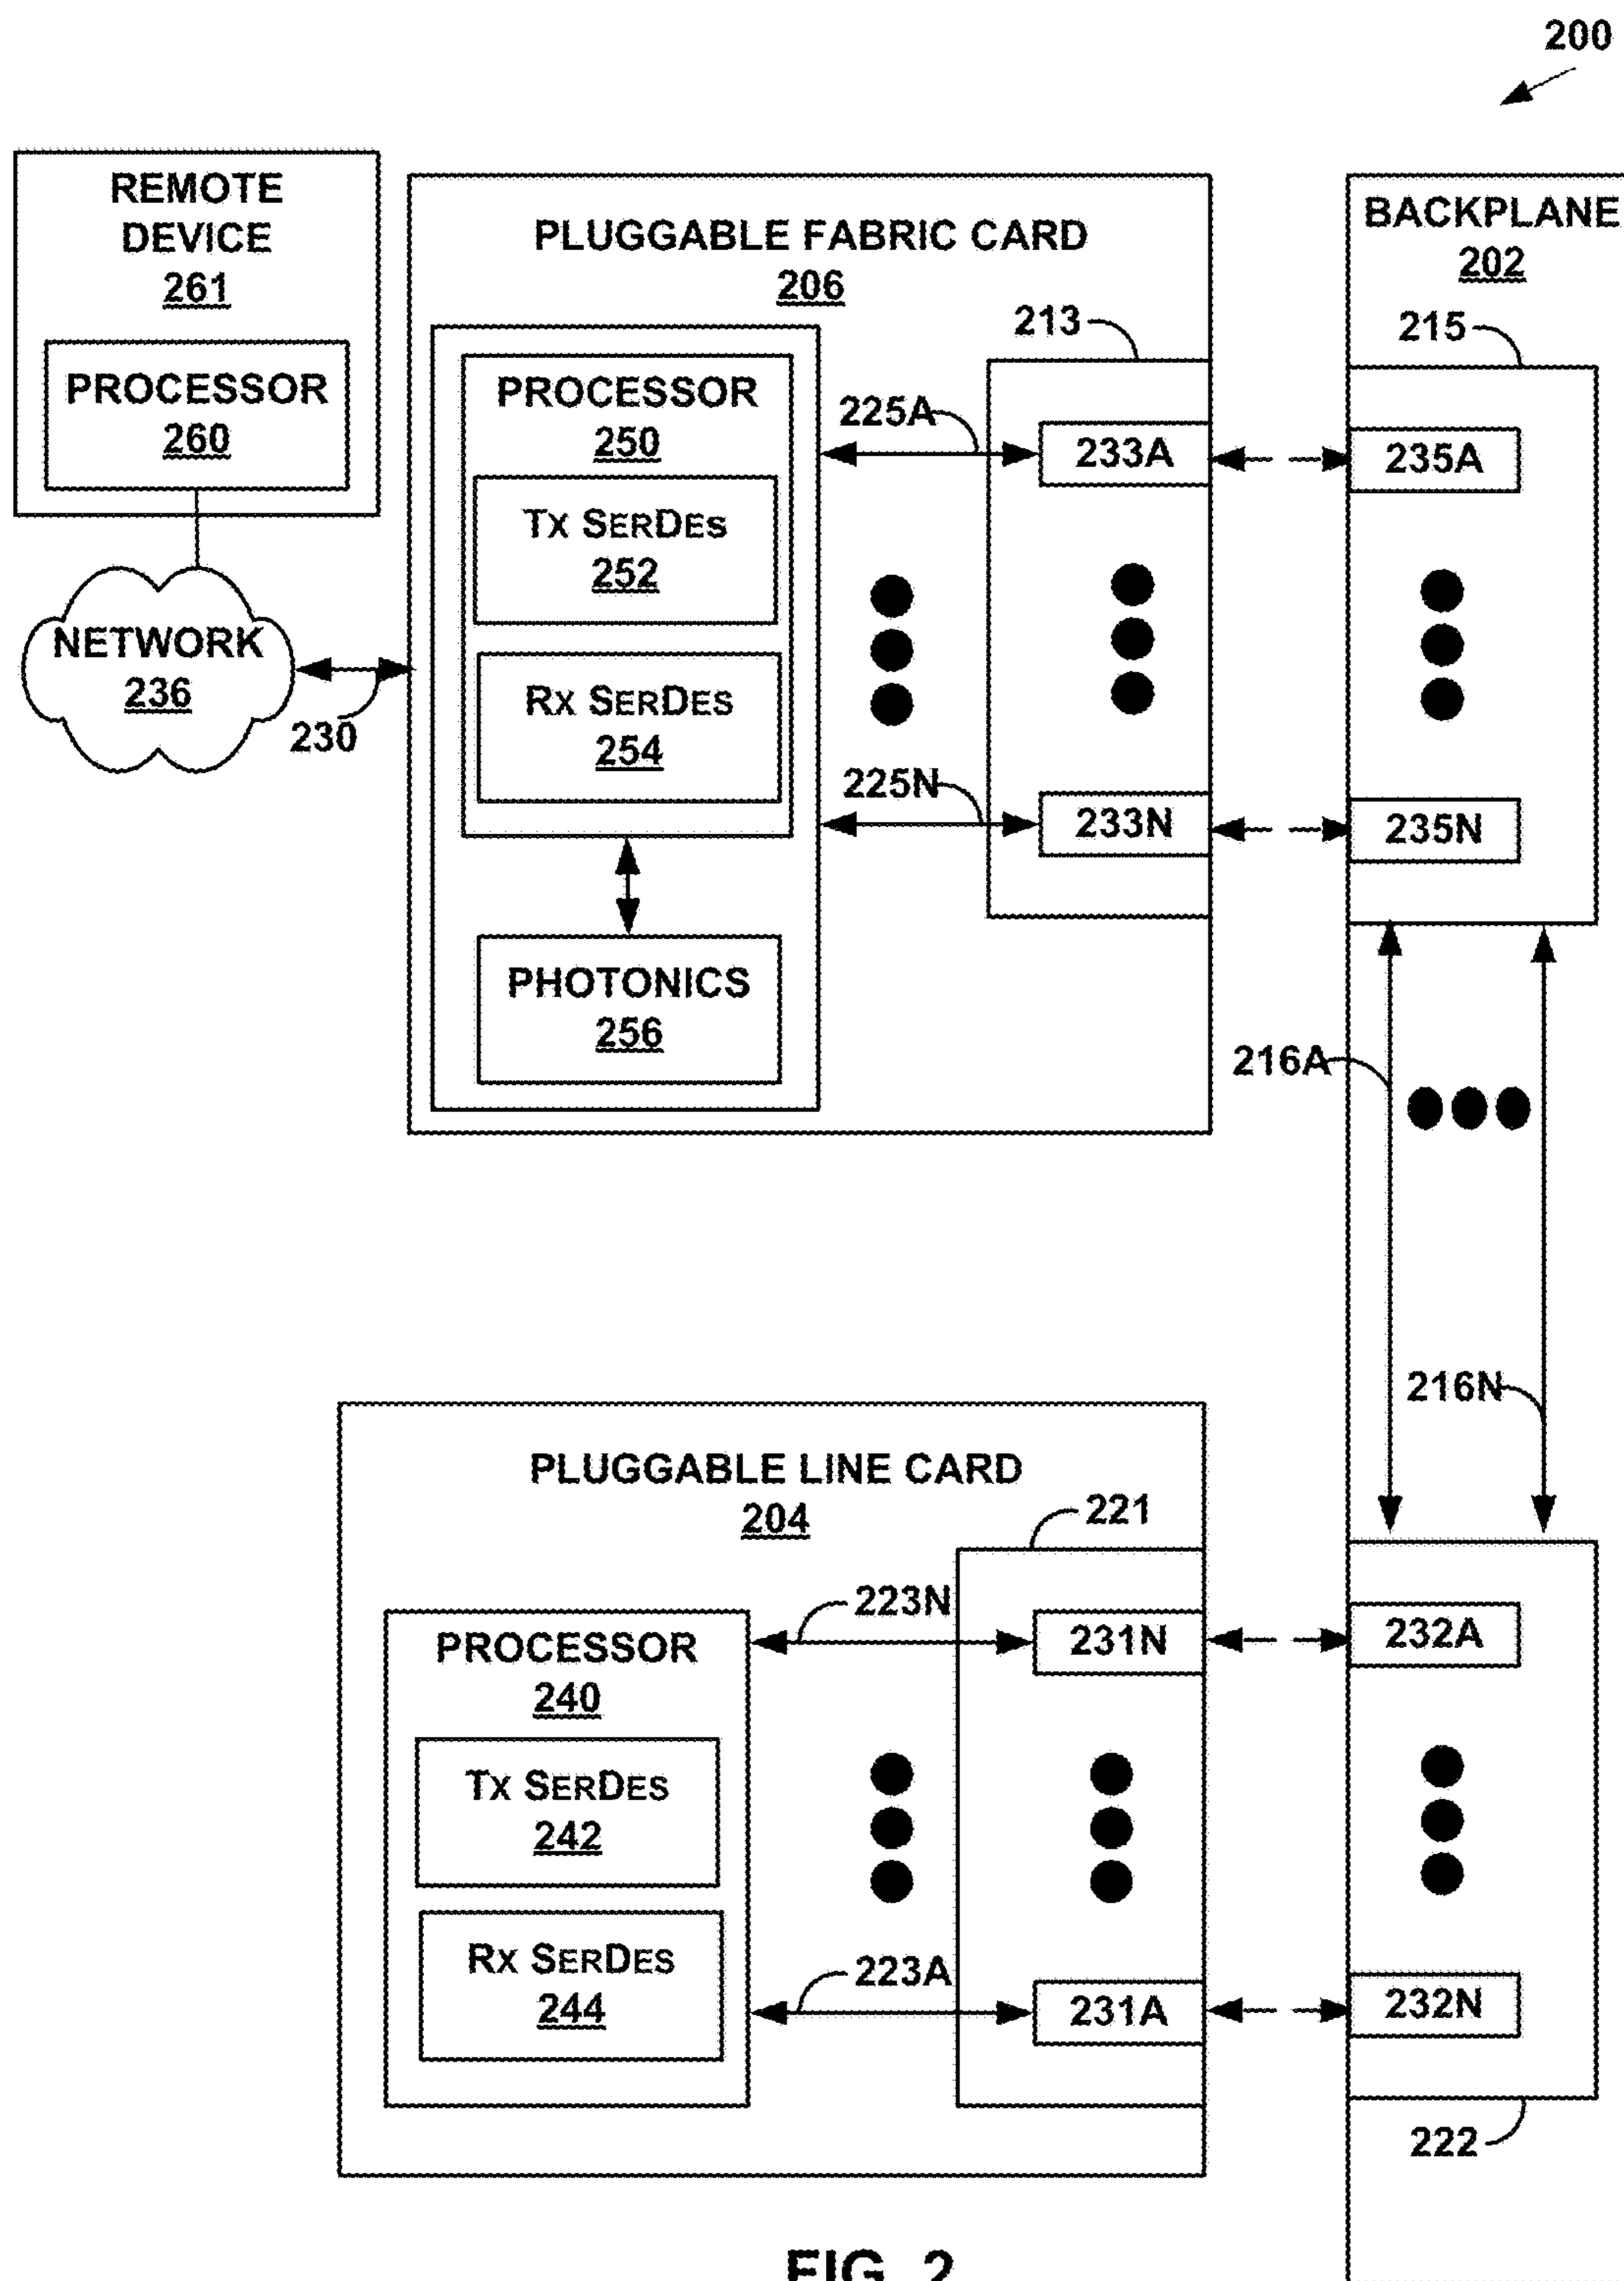 200
REMOTE
DEVICE
261
PROCESSOR
260
NETWORK
236
230
PLUGGABLE FABRIC CARD
206
PROCESSOR
250
TX SERDEs
252
RX SERDES
254
PHOTONICS
256
225A
225N
213
233A
233N
BACKPLANE
202
215
235A
235N
216A
216N
PLUGGABLE LINE CARD
204
PROCESSOR
240
TX SERDES
242
RX SERDES
244
223N
223A
221
231N
231A
232A
232N
222
FIG. 2